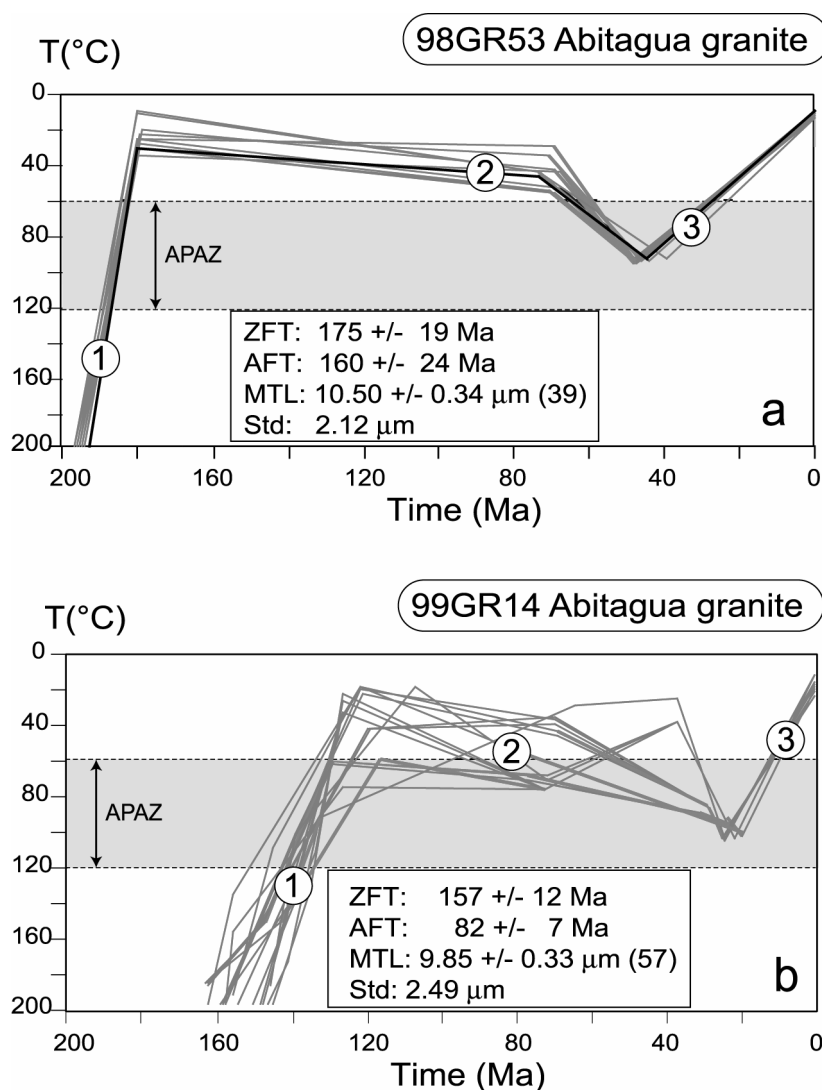 98GR53 Abitagua granite
T(°C)
0
40
80
120
160
200
APAZ
1
2
3
ZFT: 175 +/- 19 Ma
AFT: 160 +/- 24 Ma
MTL: 10.50 +/- 0.34 μm (39)
Std: 2.12 μm
a
200 160 120 80 40 0
Time (Ma)
99GR14 Abitagua granite
T(°C)
0
40
80
120
160
200
APAZ
1
2
3
ZFT: 157 +/- 12 Ma
AFT: 82 +/- 7 Ma
MTL: 9.85 +/- 0.33 μm (57)
Std: 2.49 μm
b
200 160 120 80 40 0
Time (Ma)